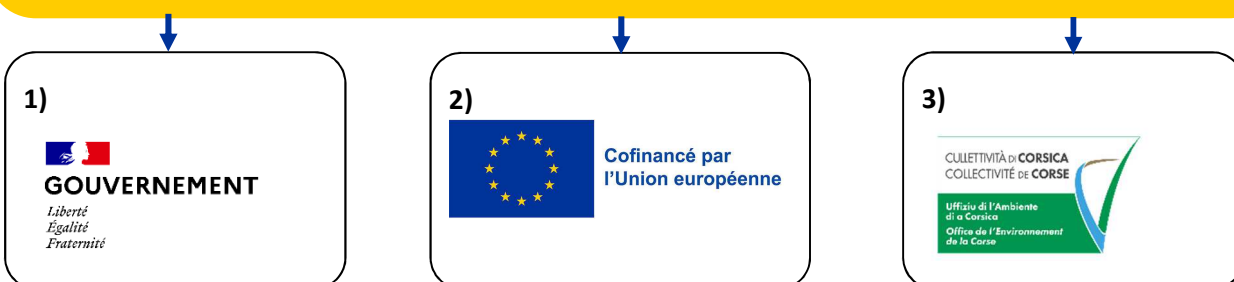 1)
GOUVERNEMENT
Liberté
Égalité
Fraternité
2)
Cofinancé par
l'Union européenne
3)
CULLETTIVITÀ DI CORSICA
COLLECTIVITÉ DE CORSE
Uffiziu di l'Ambiente
di a Corsica
Office de l'Environnement
de la Corse